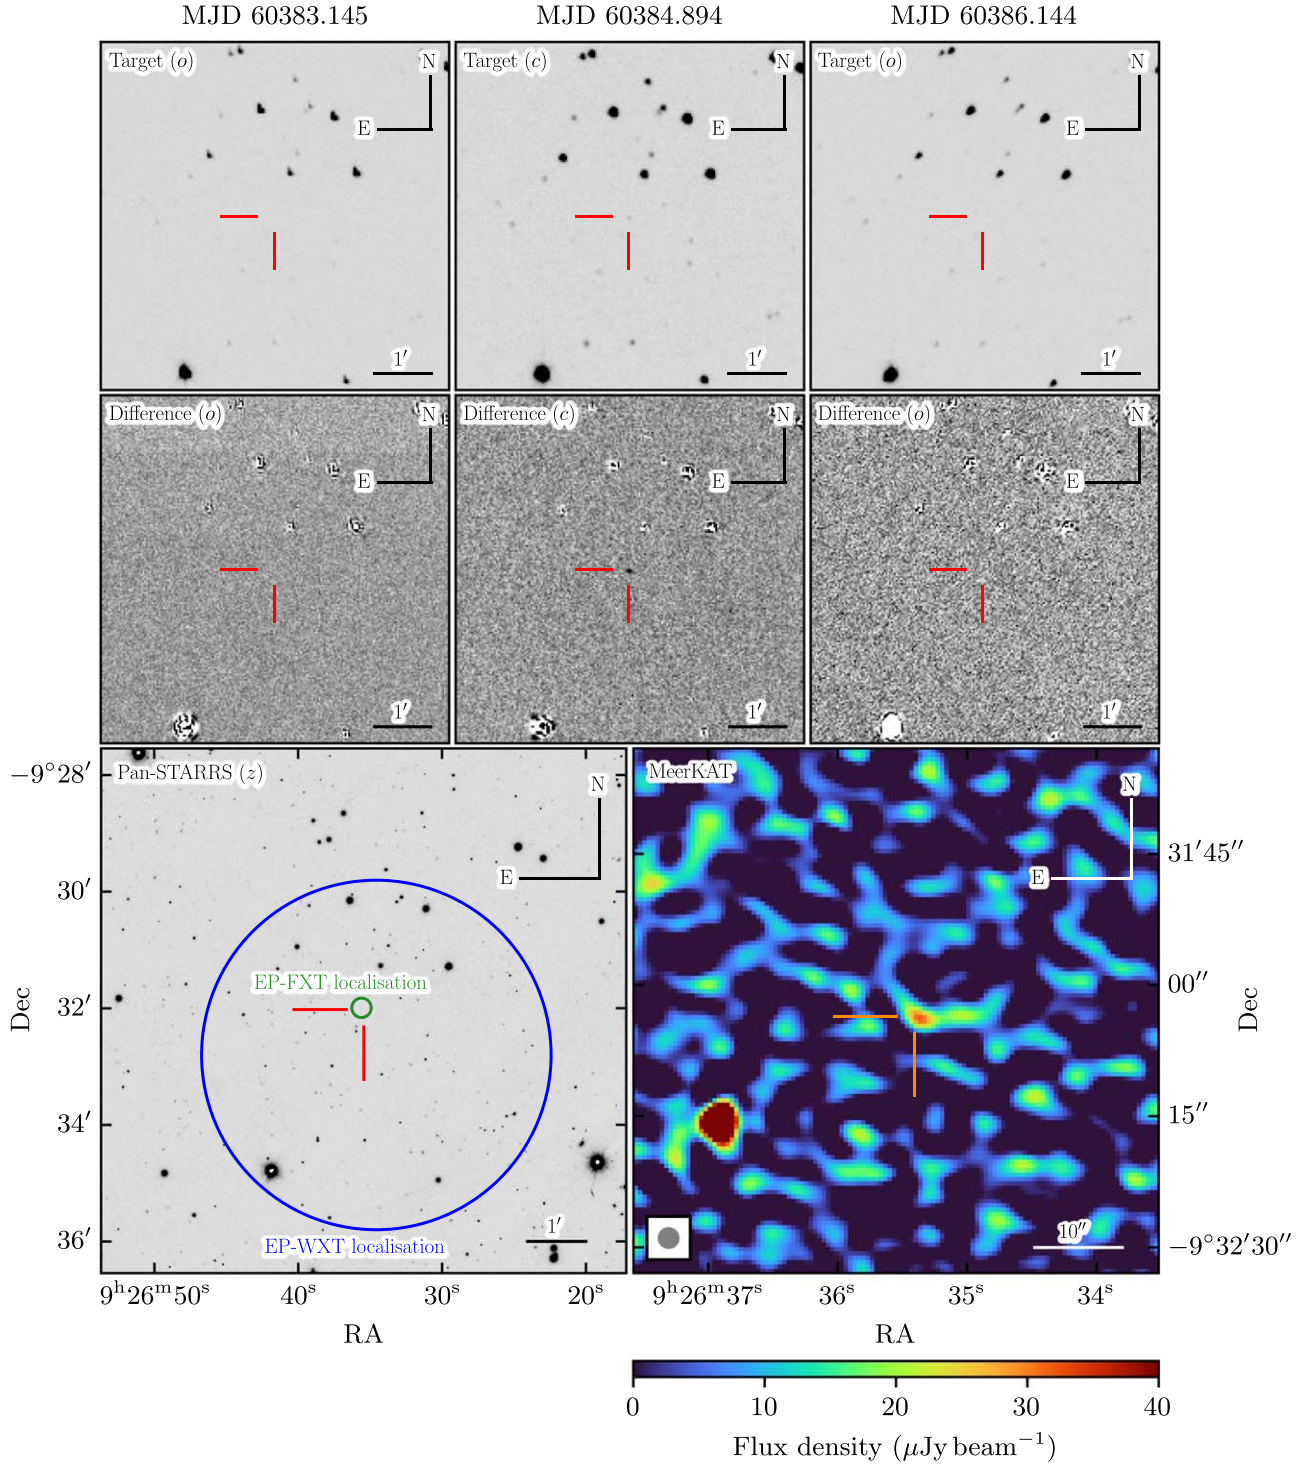 MJD 60383.145 MJD 60384.894 MJD 60386.144
Target (o) N Target (c) N Target (o) N
E E E
1′ 1′ 1′
Difference (o) N Difference (c) N Difference (o) N
E E E
1′ 1′ 1′
−9°28′ Pan-STARRS (z) N MeerKAT N
31′45″
E E
30′
EP-FXT localisation 00″
32′
Dec Dec
34′ 15″
1′ 10″
36′ EP-WXT localisation −9°32′30″
9ʰ26ᵐ50ˢ 40ˢ 30ˢ 20ˢ 9ʰ26ᵐ37ˢ 36ˢ 35ˢ 34ˢ
RA RA
0 10 20 30 40
Flux density (μJy beam⁻¹)